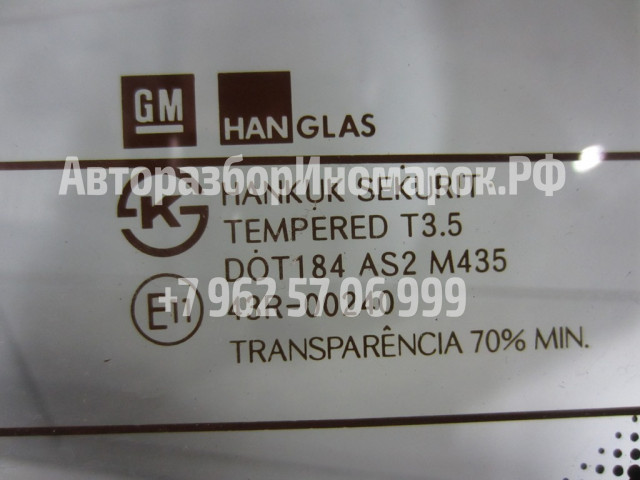 GM
HANGLAS
АвторазборИномарок.РФ
K
HANKUK SEKURIT
TEMPERED T3.5
DOT184 AS2 M435
+7 962 57 06 999
E11
43R-00240
TRANSPARÊNCIA 70% MIN.